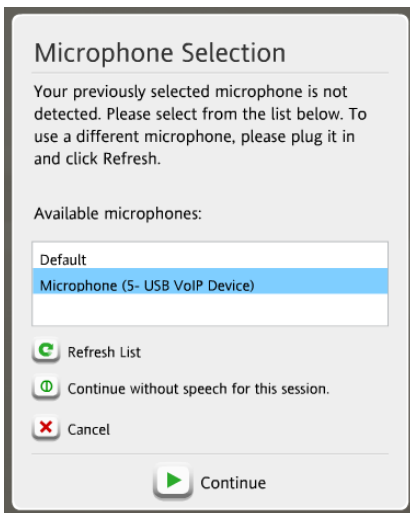 Microphone Selection
Your previously selected microphone is not
detected. Please select from the list below. To
use a different microphone, please plug it in
and click Refresh.
Available microphones:
Default
Microphone (5- USB VoIP Device)
Refresh List
Continue without speech for this session.
Cancel
Continue